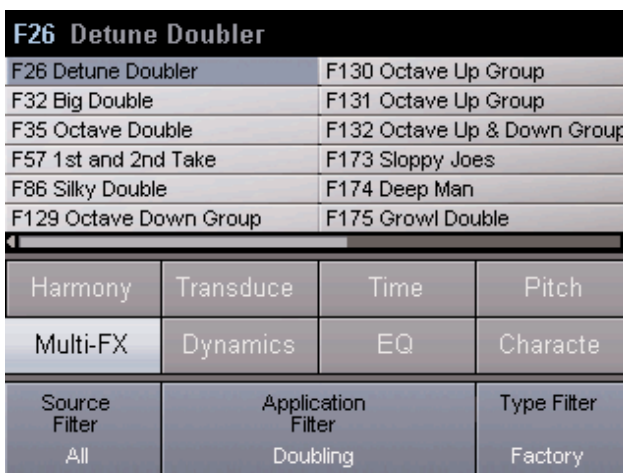 F26 Detune Doubler
F26 Detune Doubler
F32 Big Double
F35 Octave Double
F57 1st and 2nd Take
F86 Silky Double
F129 Octave Down Group
F130 Octave Up Group
F131 Octave Up Group
F132 Octave Up & Down Group
F173 Sloppy Joes
F174 Deep Man
F175 Growl Double
Harmony
Transduce
Time
Pitch
Multi-FX
Dynamics
EQ
Characte
Source
Filter
All
Application
Filter
Doubling
Type Filter
Factory